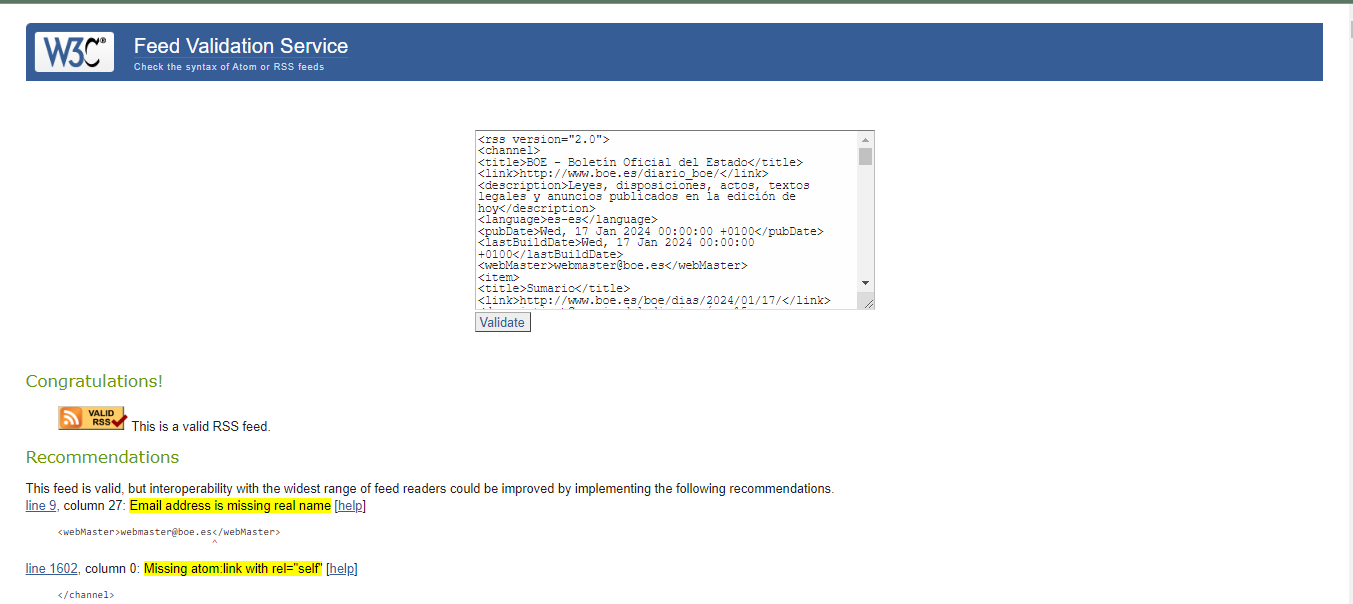 W3C®
Feed Validation Service
Check the syntax of Atom or RSS feeds
<rss version="2.0">
<channel>
<title>BOE - Boletín Oficial del Estado</title>
<link>http://www.boe.es/diario_boe/</link>
<description>Leyes, disposiciones, actos, textos
legales y anuncios publicados en la edición de
hoy</description>
<language>es-es</language>
<pubDate>Wed, 17 Jan 2024 00:00:00 +0100</pubDate>
<lastBuildDate>Wed, 17 Jan 2024 00:00:00
+0100</lastBuildDate>
<webMaster>webmaster@boe.es</webMaster>
<item>
<title>Sumario</title>
<link>http://www.boe.es/boe/dias/2024/01/17/</link>
Validate
Congratulations!
VALID
RSS
This is a valid RSS feed.
Recommendations
This feed is valid, but interoperability with the widest range of feed readers could be improved by implementing the following recommendations.
line 9, column 27: Email address is missing real name [help]
<webMaster>webmaster@boe.es</webMaster>
^
line 1602, column 0: Missing atom:link with rel="self" [help]
</channel>